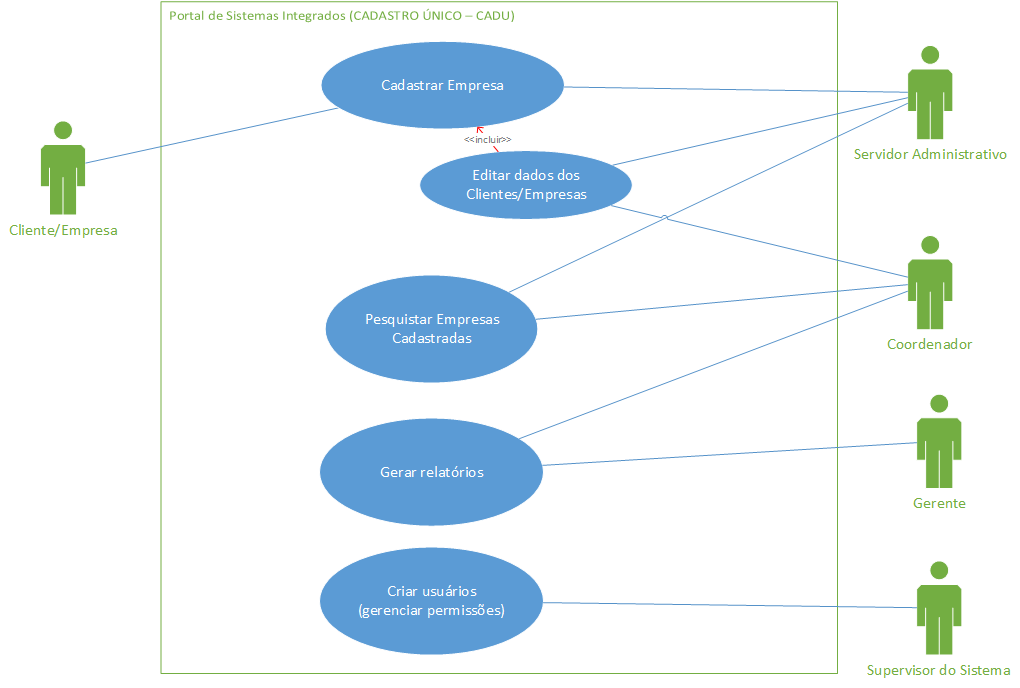 Portal de Sistemas Integrados (CADASTRO ÚNICO – CADU)
Cadastrar Empresa
<<incluir>>
Servidor Administrativo
Editar dados dos
Clientes/Empresas
Cliente/Empresa
Pesquistar Empresas
Cadastradas
Coordenador
Gerar relatórios
Gerente
Criar usuários
(gerenciar permissões)
Supervisor do Sistema